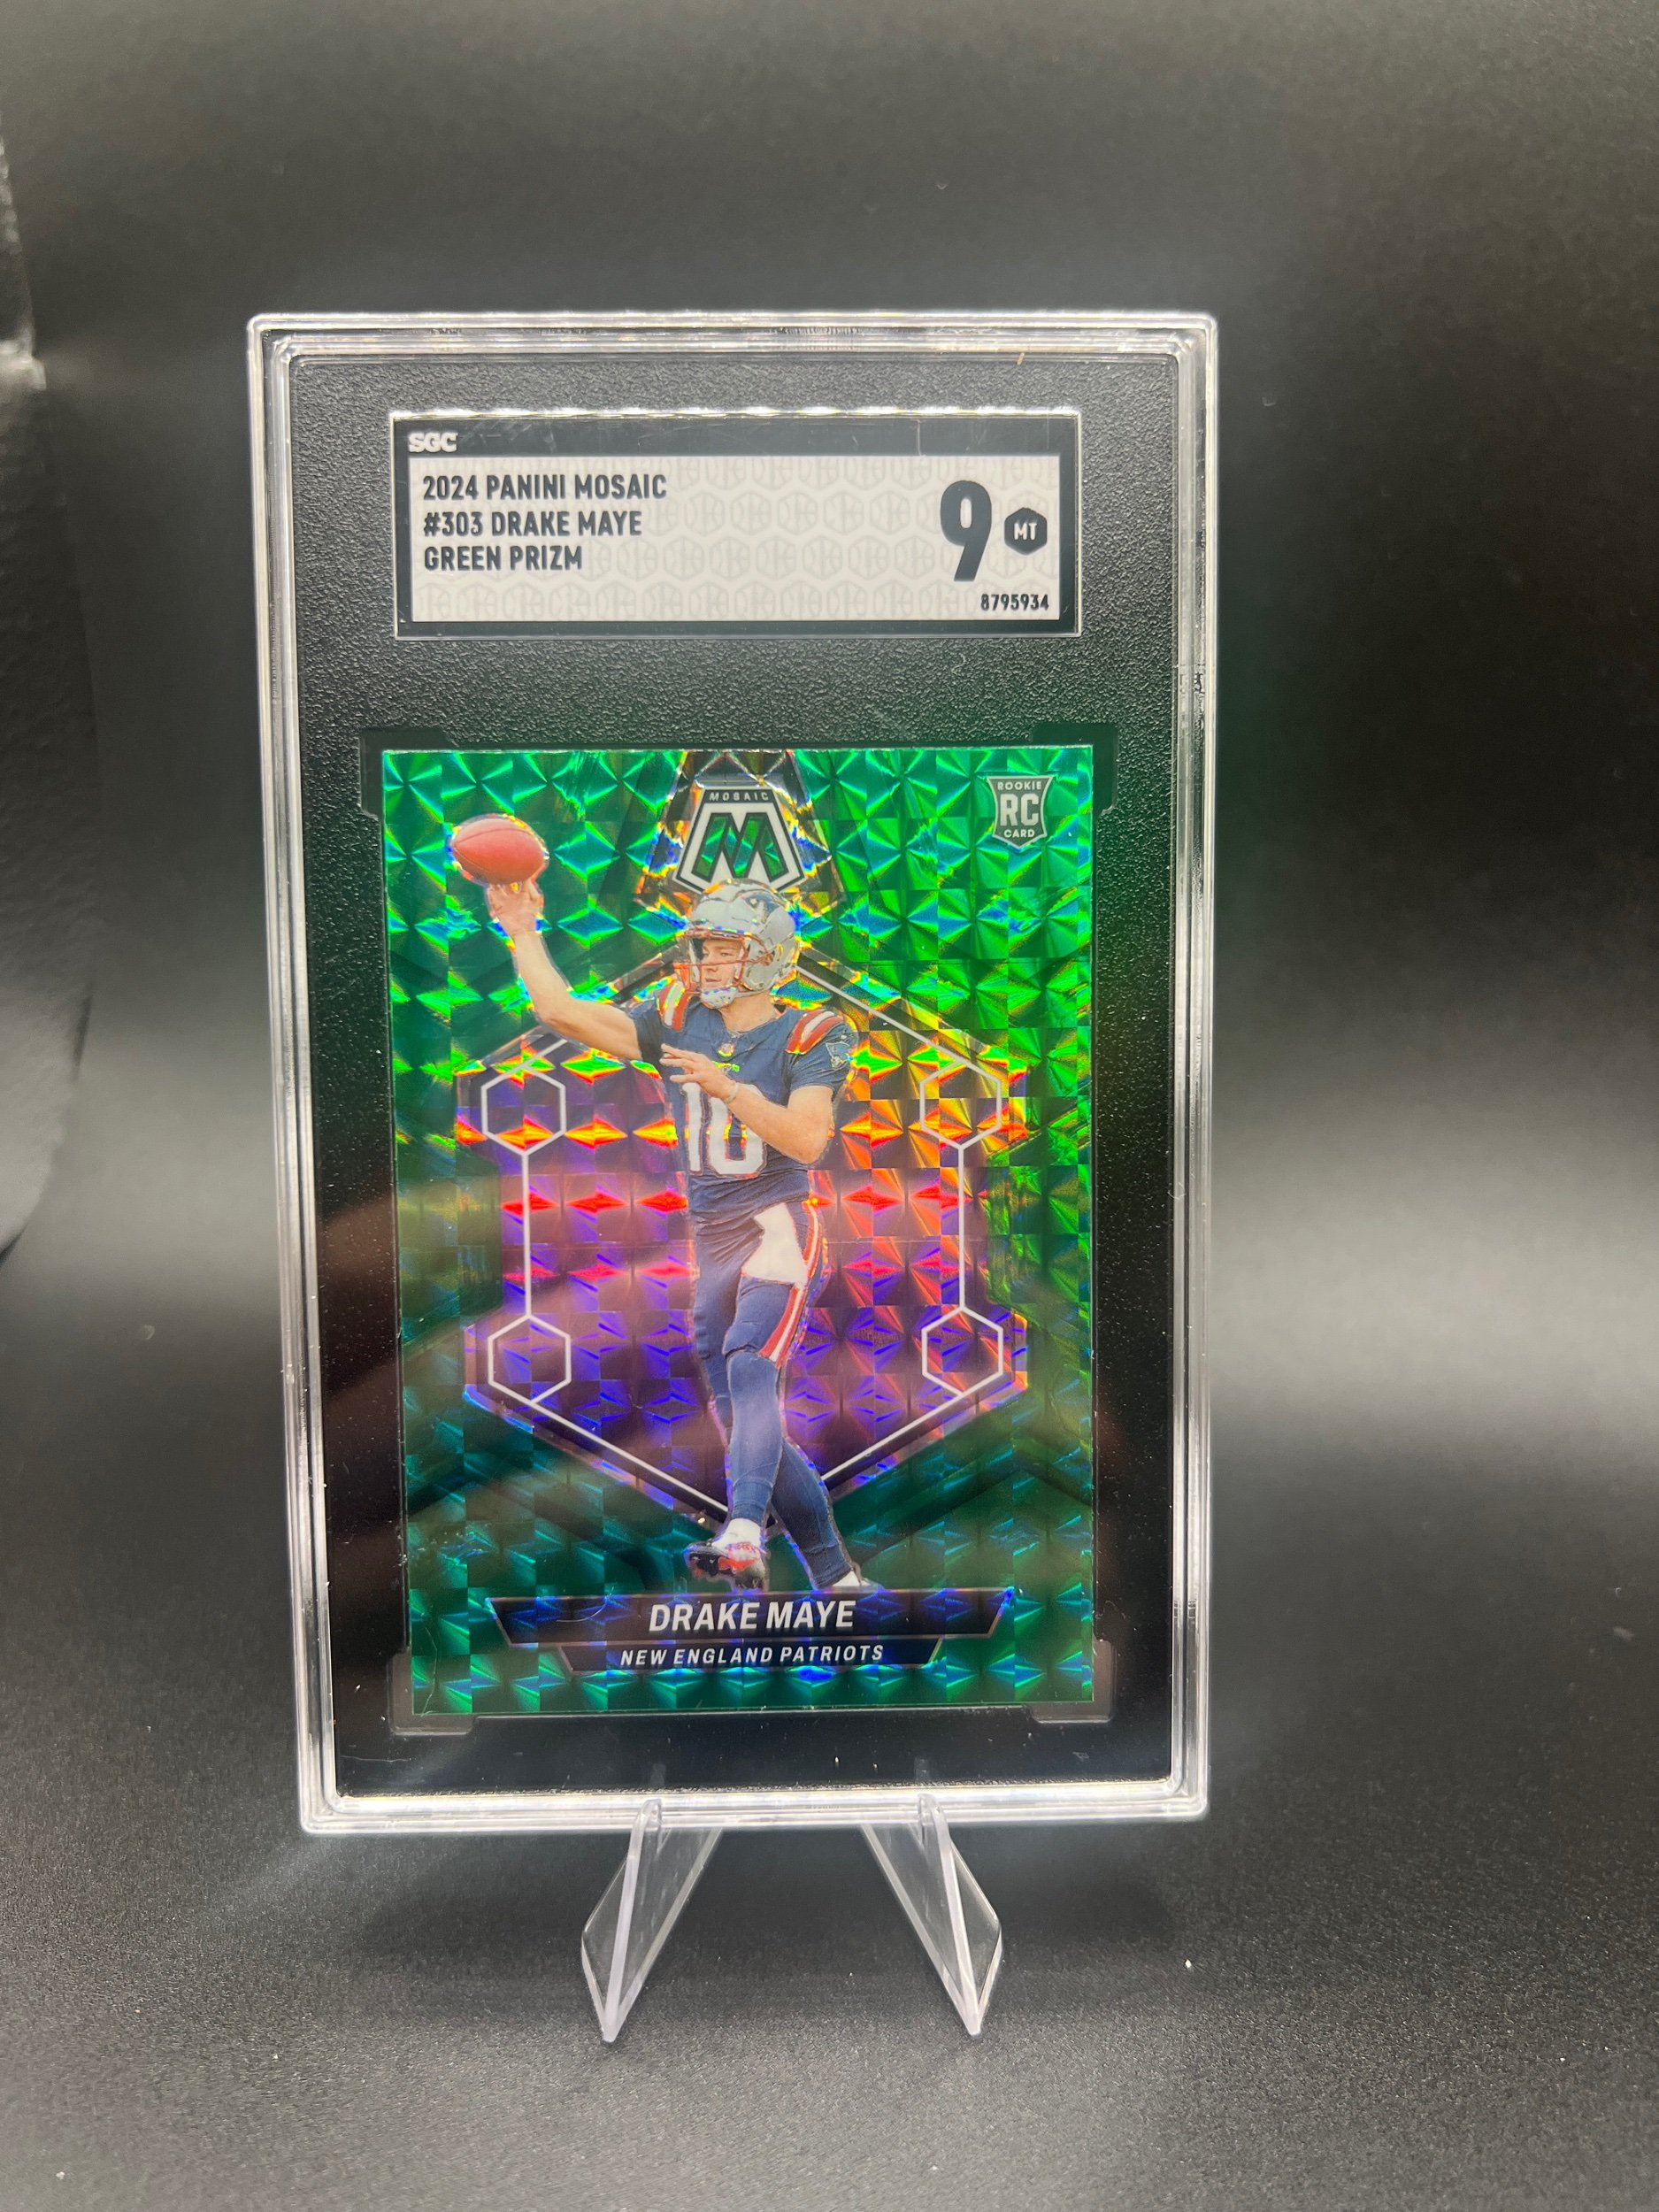 SGC
2024 PANINI MOSAIC
#303 DRAKE MAYE
GREEN PRIZM
9
MT
8795934
MOSAIC
M
ROOKIE
RC
CARD
10
DRAKE MAYE
NEW ENGLAND PATRIOTS